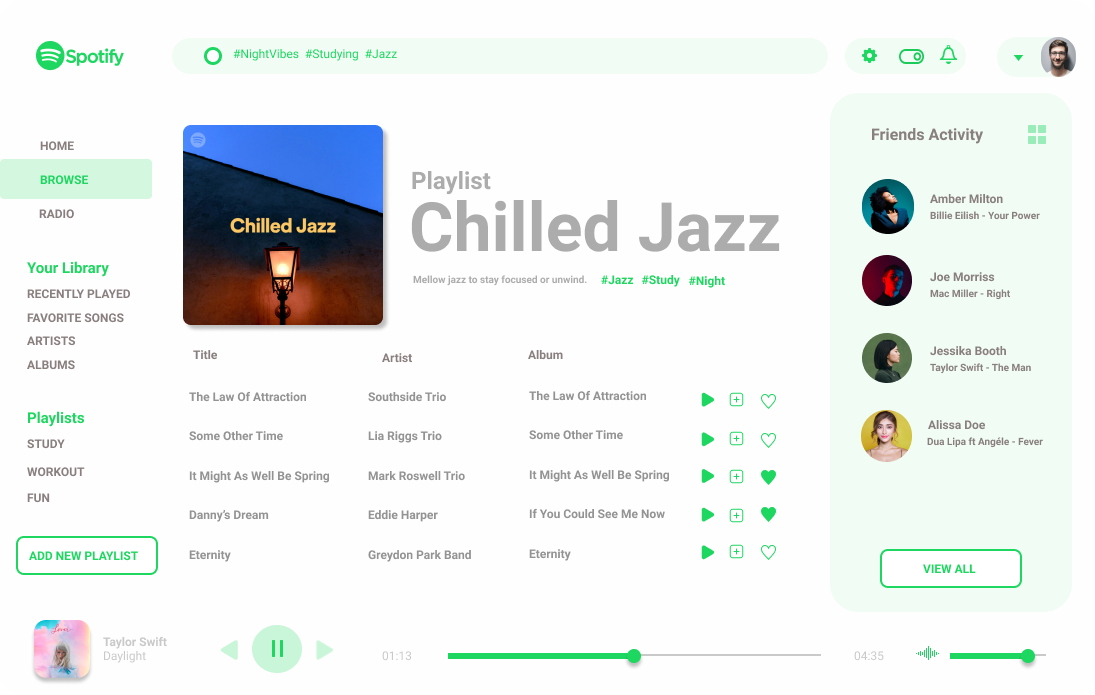 Spotify
#NightVibes #Studying #Jazz
HOME
BROWSE
RADIO
Your Library
RECENTLY PLAYED
FAVORITE SONGS
ARTISTS
ALBUMS
Playlists
STUDY
WORKOUT
FUN
ADD NEW PLAYLIST
Chilled Jazz
Playlist
Chilled Jazz
Mellow jazz to stay focused or unwind. #Jazz #Study #Night
Title Artist Album
The Law Of Attraction Southside Trio The Law Of Attraction
Some Other Time Lia Riggs Trio Some Other Time
It Might As Well Be Spring Mark Roswell Trio It Might As Well Be Spring
Danny's Dream Eddie Harper If You Could See Me Now
Eternity Greydon Park Band Eternity
Friends Activity
Amber Milton
Billie Eilish - Your Power
Joe Morriss
Mac Miller - Right
Jessika Booth
Taylor Swift - The Man
Alissa Doe
Dua Lipa ft Angéle - Fever
VIEW ALL
Lover
Taylor Swift
Daylight
01:13
04:35